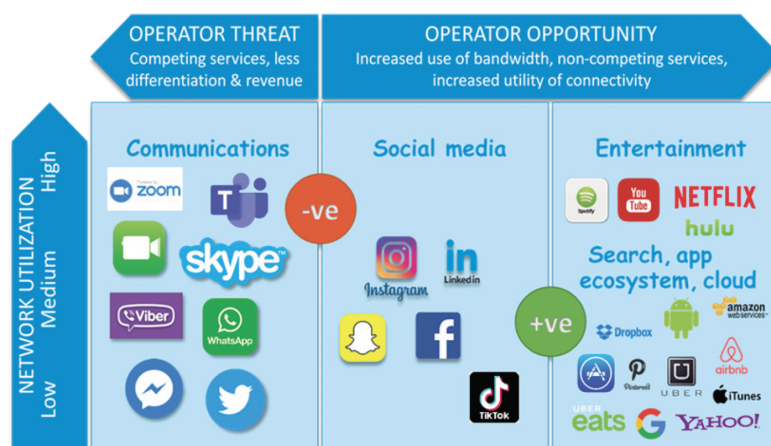 OPERATOR THREAT
Competing services, less
differentiation & revenue
OPERATOR OPPORTUNITY
Increased use of bandwidth, non-competing services,
increased utility of connectivity
NETWORK UTILIZATION
Low Medium High
Communications
zoom
T
skype
Viber
WhatsApp
-ve
Social media
Instagram
in
Linked in
f
TikTok
+ve
Entertainment
Spotify
You
Tube
NETFLIX
hulu
Search, app
ecosystem, cloud
Dropbox
amazon
web services
airbnb
Pinterest
UBER
iTunes
UBER
eats
G
YAHOO!